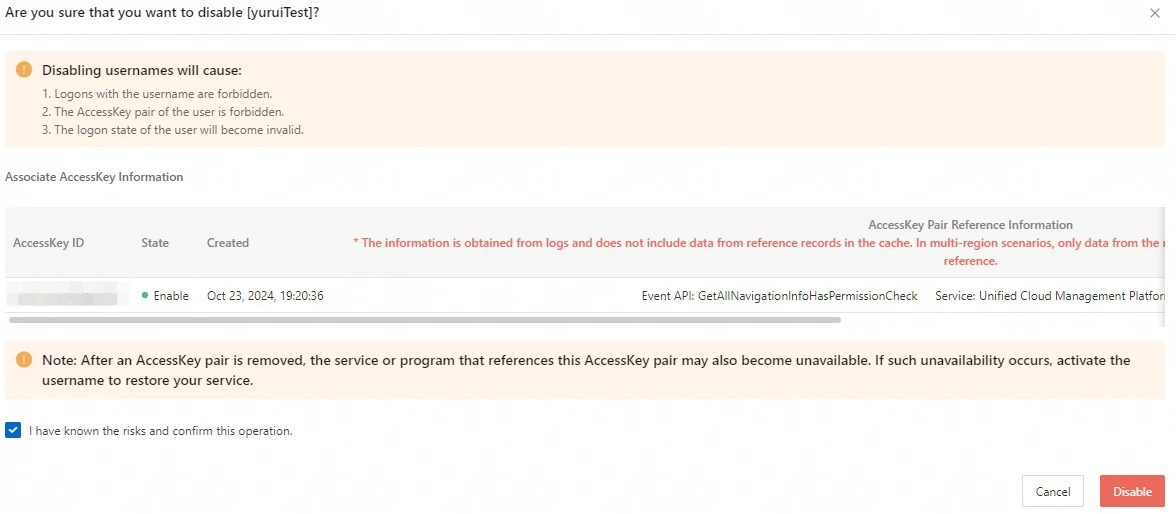 Are you sure that you want to disable [yuruiTest]?
Disabling usernames will cause:
1. Logons with the username are forbidden.
2. The AccessKey pair of the user is forbidden.
3. The logon state of the user will become invalid.
Associate AccessKey Information
AccessKey ID State Created AccessKey Pair Reference Information
* The information is obtained from logs and does not include data from reference records in the cache. In multi-region scenarios, only data from the
reference.
Enable Oct 23, 2024, 19:20:36 Event API: GetAllNavigationInfoHasPermissionCheck Service: Unified Cloud Management Platfor
Note: After an AccessKey pair is removed, the service or program that references this AccessKey pair may also become unavailable. If such unavailability occurs, activate the
username to restore your service.
I have known the risks and confirm this operation.
Cancel Disable